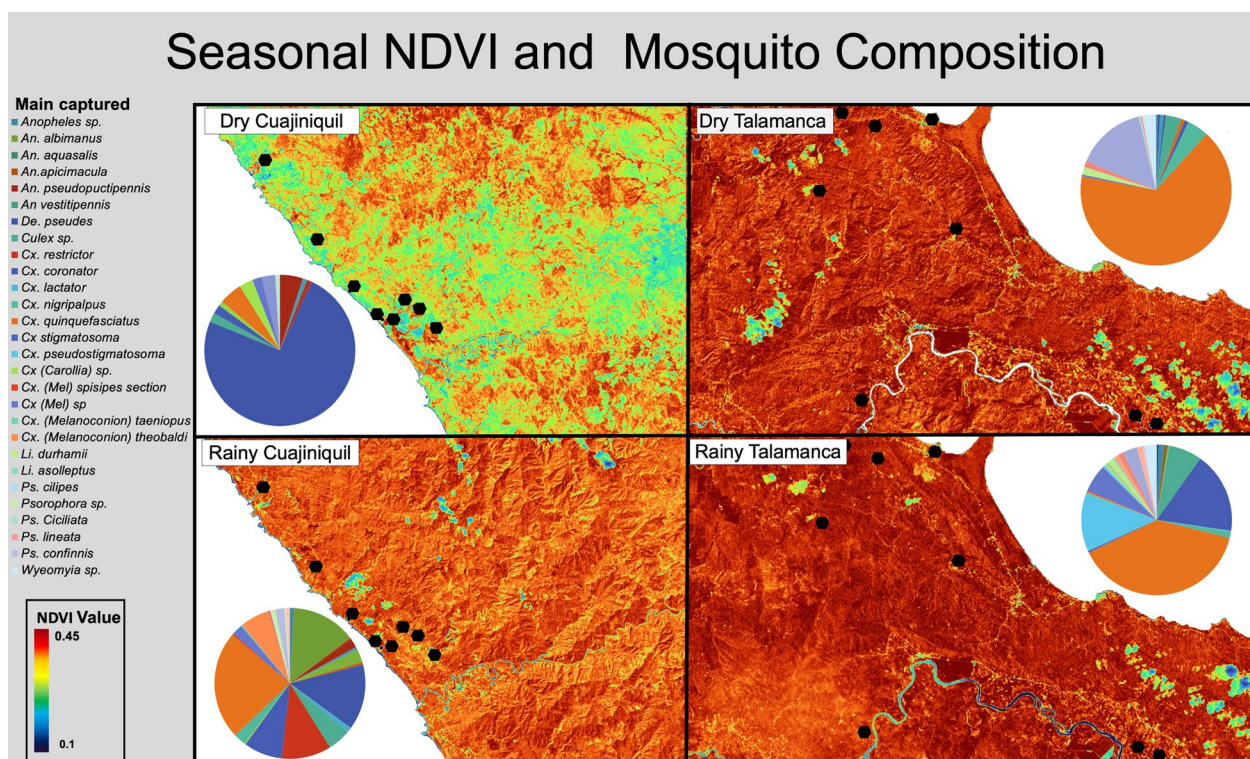 Seasonal NDVI and  Mosquito Composition
Main captured
Anopheles sp.
An. albimanus
An. aquasalis
An.apicimacula
An. pseudopuctipennis
An vestitipennis
De. pseudes
Culex sp.
Cx. restrictor
Cx. coronator
Cx. lactator
Cx. nigripalpus
Cx. quinquefasciatus
Cx stigmatosoma
Cx. pseudostigmatosoma
Cx (Carollia) sp.
Cx. (Mel) spisipes section
Cx (Mel) sp
Cx. (Melanoconion) taeniopus
Cx. (Melanoconion) theobaldi
Li. durhamii
Li. asolleptus
Ps. cilipes
Psorophora sp.
Ps. Ciciliata
Ps. lineata
Ps. confinnis
Wyeomyia sp.
NDVI Value
0.45
0.1
Dry Cuajiniquil
Dry Talamanca
Rainy Cuajiniquil
Rainy Talamanca